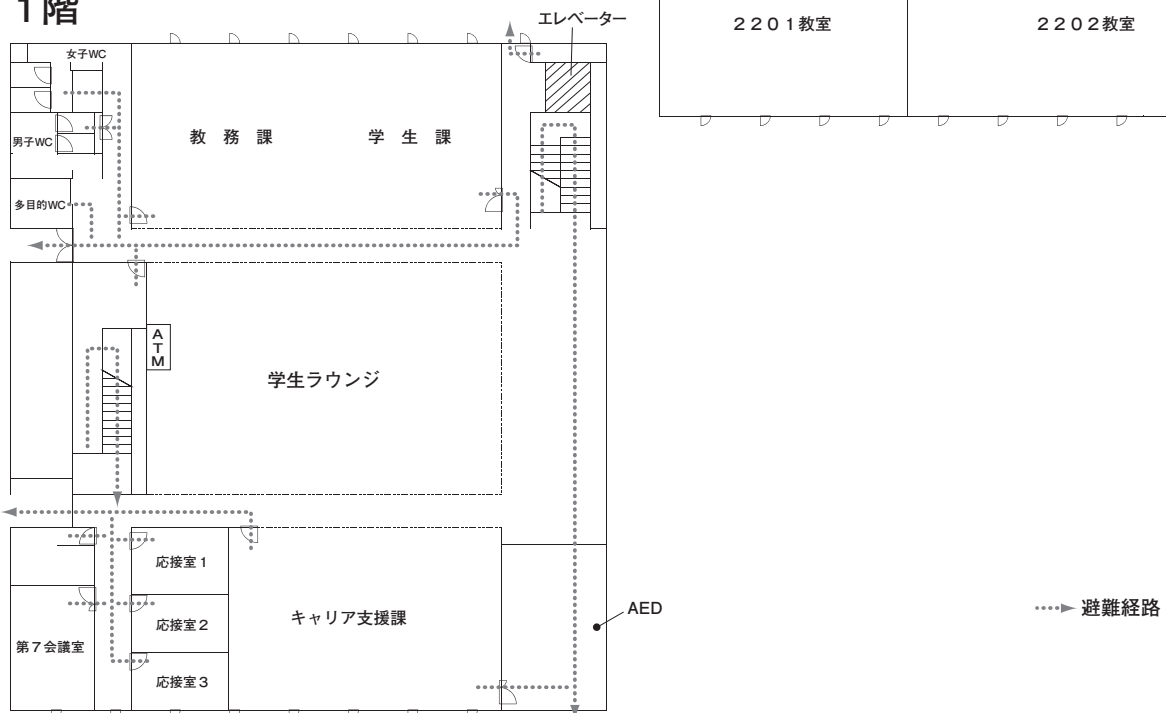 1階
エレベーター
2201教室
2202教室
女子WC
教務課
学生課
男子WC
多目的WC
ATM
学生ラウンジ
応接室1
キャリア支援課
応接室2
AED
避難経路
第7会議室
応接室3